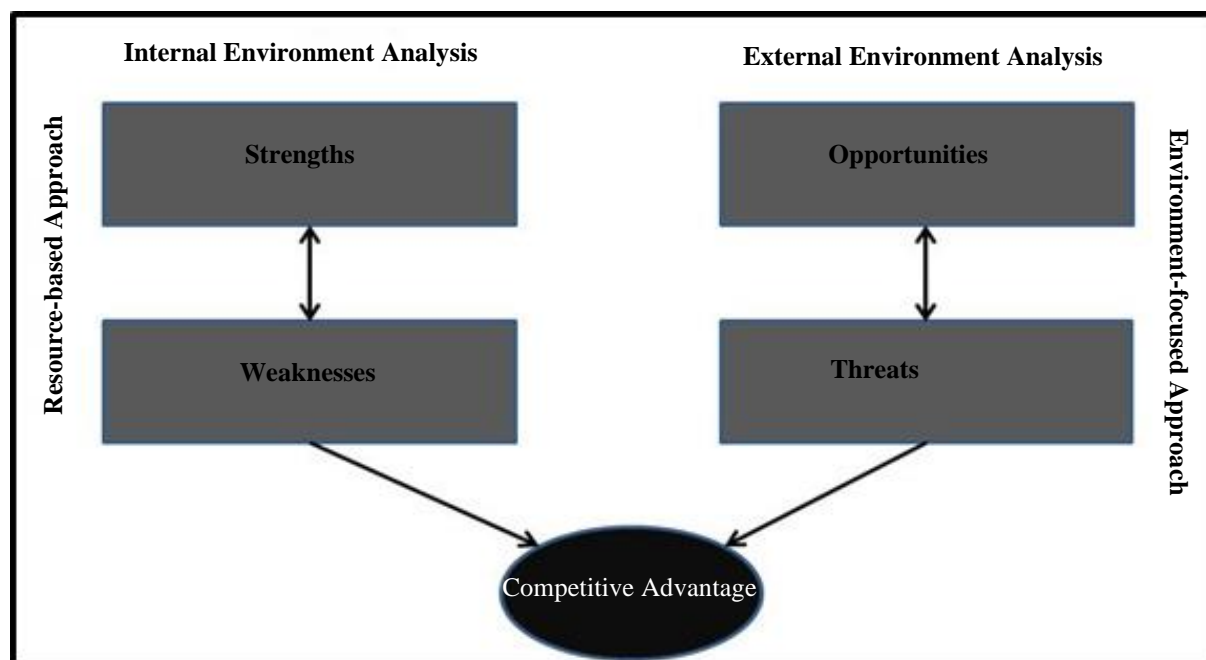 Internal Environment Analysis
External Environment Analysis
Resource-based Approach
Strengths
Opportunities
Environment-focused Approach
Weaknesses
Threats
Competitive Advantage